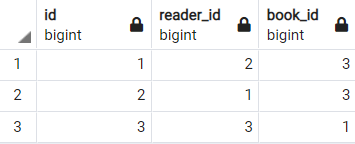 id reader_id book_id
bigint bigint bigint
1 1 2 3
2 2 1 3
3 3 3 1